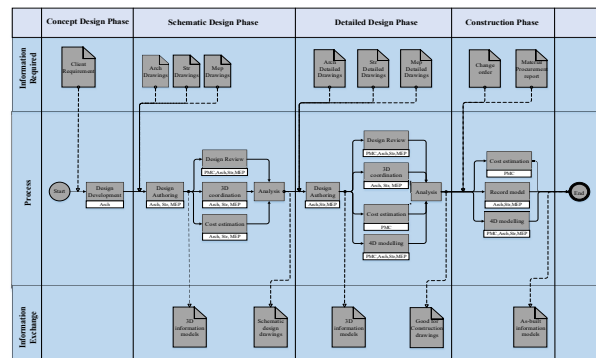 Concept Design Phase
Schematic Design Phase
Detailed Design Phase
Construction Phase
Information
Required
Client
Requirement
Arch
Drawings
Str
Drawings
Mep
Drawings
Arch
Detailed
Drawings
Str
Detailed
Drawings
Mep
Detailed
Drawings
Change
order
Material
Procurement
report
Process
Start
Design
Development
Arch
Design
Authoring
Arch, Str, MEP
Design Review
PMC,Arch,Str,MEP
3D
coordination
Arch, Str, MEP
Cost estimation
Arch, Str, MEP
Analysis
Design
Authoring
Arch,Str,MEP
Design Review
PMC,Arch,Str,MEP
3D
coordination
Arch, Str, MEP
Cost estimation
PMC
4D modelling
PMC,Arch,Str,MEP
Analysis
Arch,Str,MEP
Cost estimation
PMC
Record model
Arch,Str,MEP
4D modelling
PMC,Arch,Str,MEP
End
Information
Exchange
3D
information
models
Schematic
design
drawings
3D
information
models
Good for
Construction
drawings
As-built
information
models